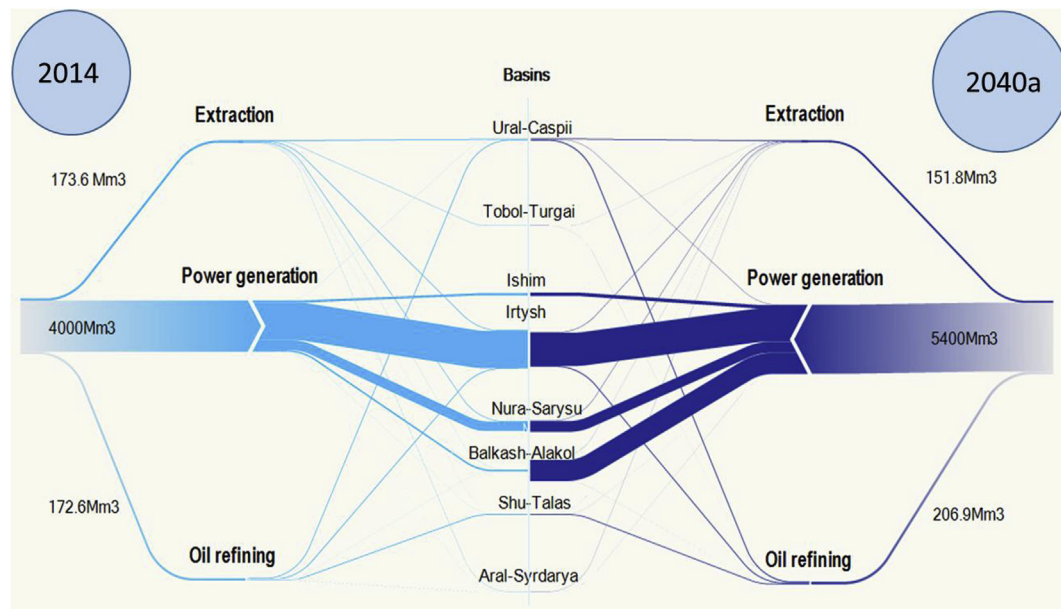 2014
2040a
Basins
Extraction
Extraction
Ural-Caspii
173.6 Mm3
151.8Mm3
Tobol-Turgai
Power generation
Ishim
Power generation
Irtysh
4000Mm3
5400Mm3
Nura-Sarysu
Balkash-Alakol
172.6Mm3
Shu-Talas
206.9Mm3
Oil refining
Oil refining
Aral-Syrdarya